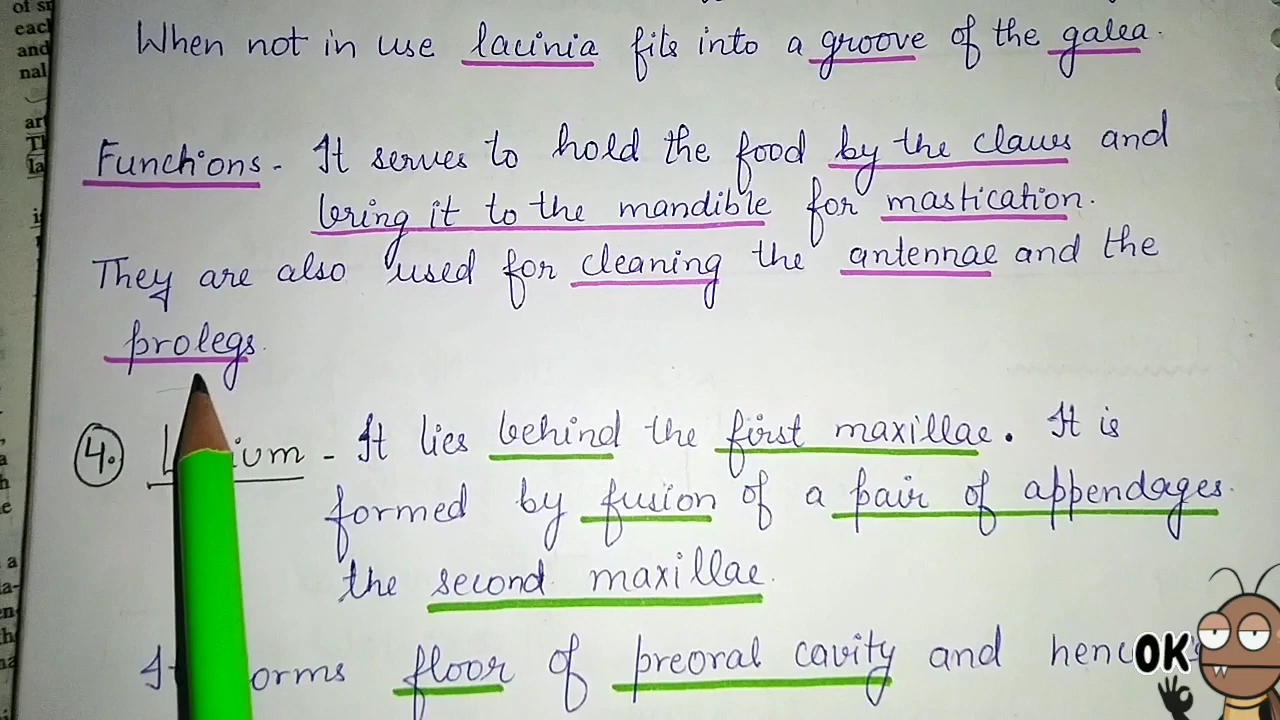 When not in use lacinia fits into a groove of the galea.
Functions - It serves to hold the food by the claws and
bring it to the mandible for mastication.
They are also used for cleaning the antennae and the
prolegs.
4. - It lies behind the first maxillae. It is
formed by fusion of a pair of appendages
the second maxillae.
floor of preoral cavity and
OK